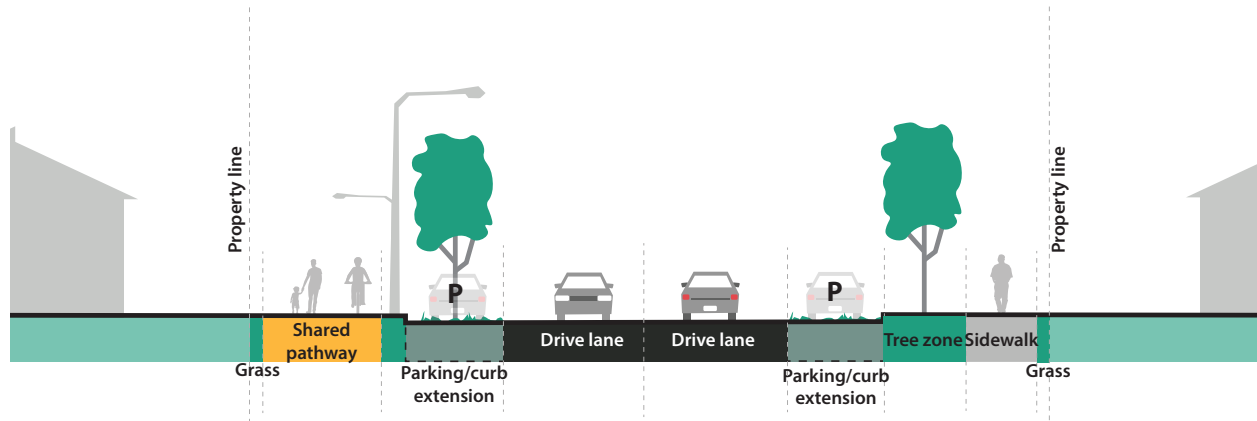 Property line
Property line
P
P
Shared
pathway
Drive lane
Drive lane
Tree zone
Sidewalk
Grass
Parking/curb
extension
Parking/curb
extension
Grass